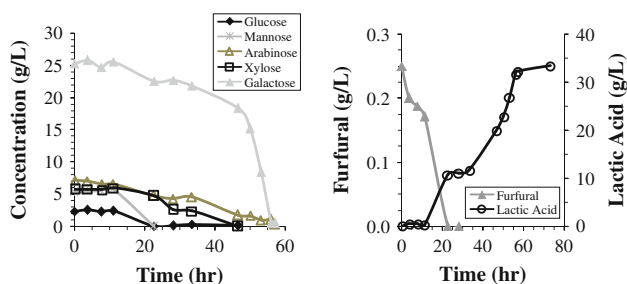 Glucose
Mannose
Arabinose
Xylose
Galactose
Concentration (g/L)
30
25
20
15
10
5
0
0 20 40 60
Time (hr)
Furfural (g/L)
0.3
0.2
0.1
0.0
Lactic Acid (g/L)
40
30
20
10
0
Furfural
Lactic Acid
0 20 40 60 80
Time (hr)